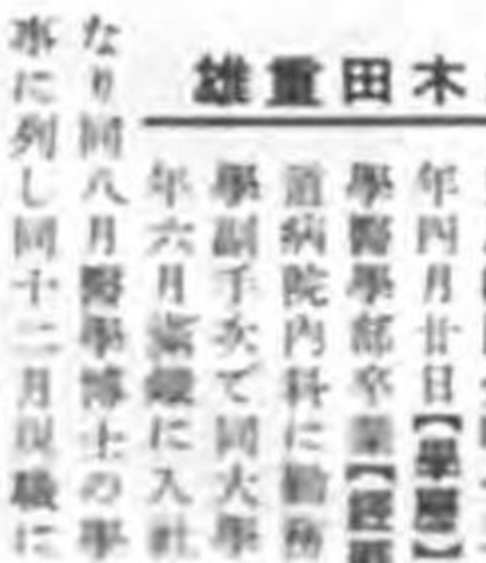 木田重雄
年四月廿日【學歷】
學醫學部卒業【經歷
道病院内科に勤務
學副手次で同大學
年六月滿鐵に入社
なり同八月醫學博士の學
事に列し同十二月現職に